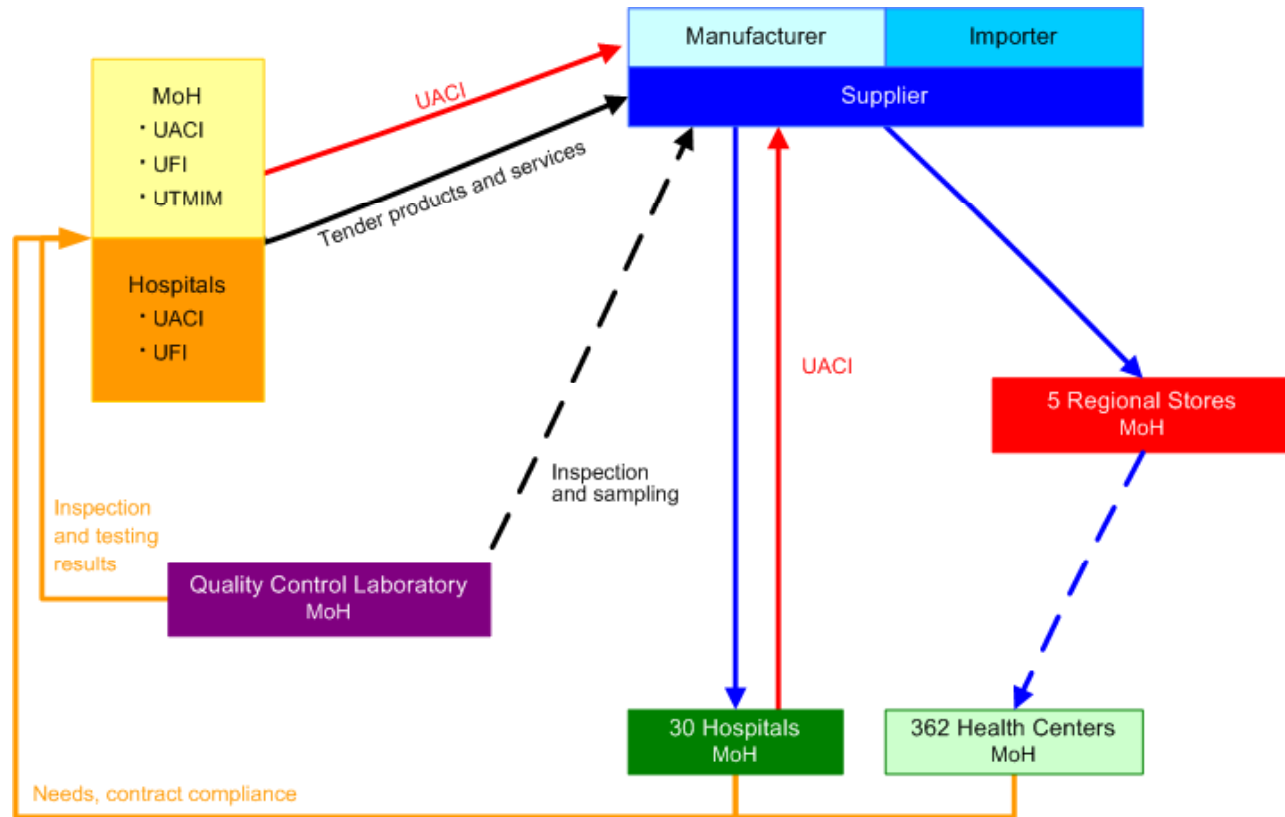 Manufacturer
Importer
Supplier
MoH
· UACI
· UFI
· UTMIM
Hospitals
· UACI
· UFI
UACI
Tender products and services
UACI
5 Regional Stores
MoH
Inspection
and sampling
Inspection
and testing
results
Quality Control Laboratory
MoH
30 Hospitals
MoH
362 Health Centers
MoH
Needs, contract compliance